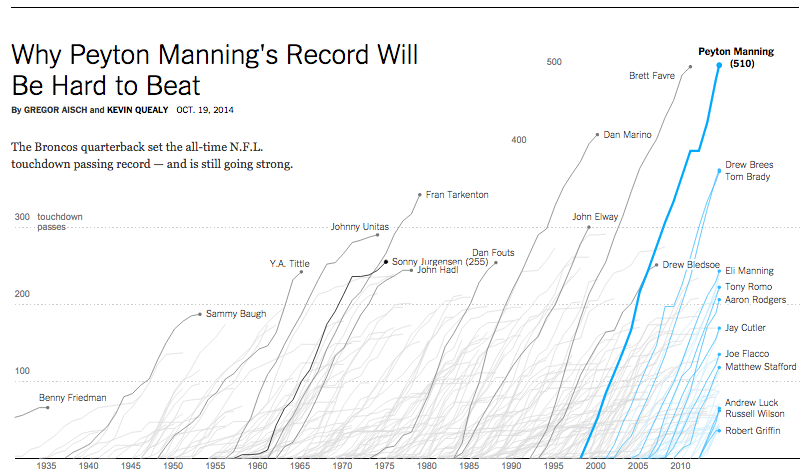 Why Peyton Manning's Record Will
Be Hard to Beat
By GREGOR AISCH and KEVIN QUEALY OCT. 19, 2014
The Broncos quarterback set the all-time N.F.L.
touchdown passing record — and is still going strong.
500
Peyton Manning
(510)
Brett Favre
400
Dan Marino
Drew Brees
Tom Brady
Fran Tarkenton
300 touchdown
passes
Johnny Unitas
John Elway
Y.A. Tittle
Sonny Jurgensen (255)
Dan Fouts
John Hadl
Drew Bledsoe
Eli Manning
Tony Romo
200
Aaron Rodgers
Sammy Baugh
Jay Cutler
Joe Flacco
Matthew Stafford
100
Benny Friedman
Andrew Luck
Russell Wilson
Robert Griffin
1935 1940 1945 1950 1955 1960 1965 1970 1975 1980 1985 1990 1995 2000 2005 2010